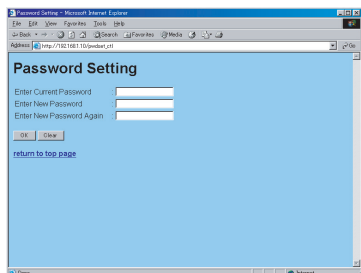 Password Setting - Microsoft Internet Explorer
File Edit View Favorites Tools Help
Back Search Favorites Media
Address http://192.168.1.10/pwdset_ctl Go
Password Setting
Enter Current Password :
Enter New Password :
Enter New Password Again :
OK Clear
return to top page
Done Internet